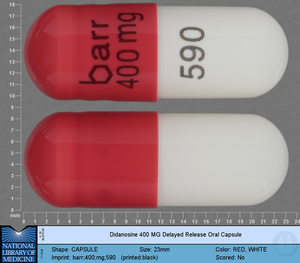 barr
400 mg
590
mm
Didanosine 400 MG Delayed Release Oral Capsule
NATIONAL
LIBRARY OF
MEDICINE
Shape: CAPSULE Size: 23mm Color: RED, WHITE
Imprint: barr;400;mg;590 (printed;black) Scored: No